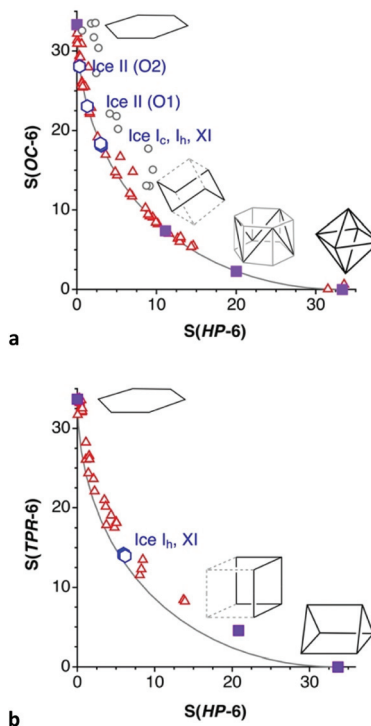 30
20
10
0
S(OC-6)
Ice II (O2)
Ice II (O1)
Ice Ic, Ih, XI
0 10 20 30
S(HP-6)
a
30
20
10
0
S(TPR-6)
Ice Ih, XI
0 10 20 30
S(HP-6)
b